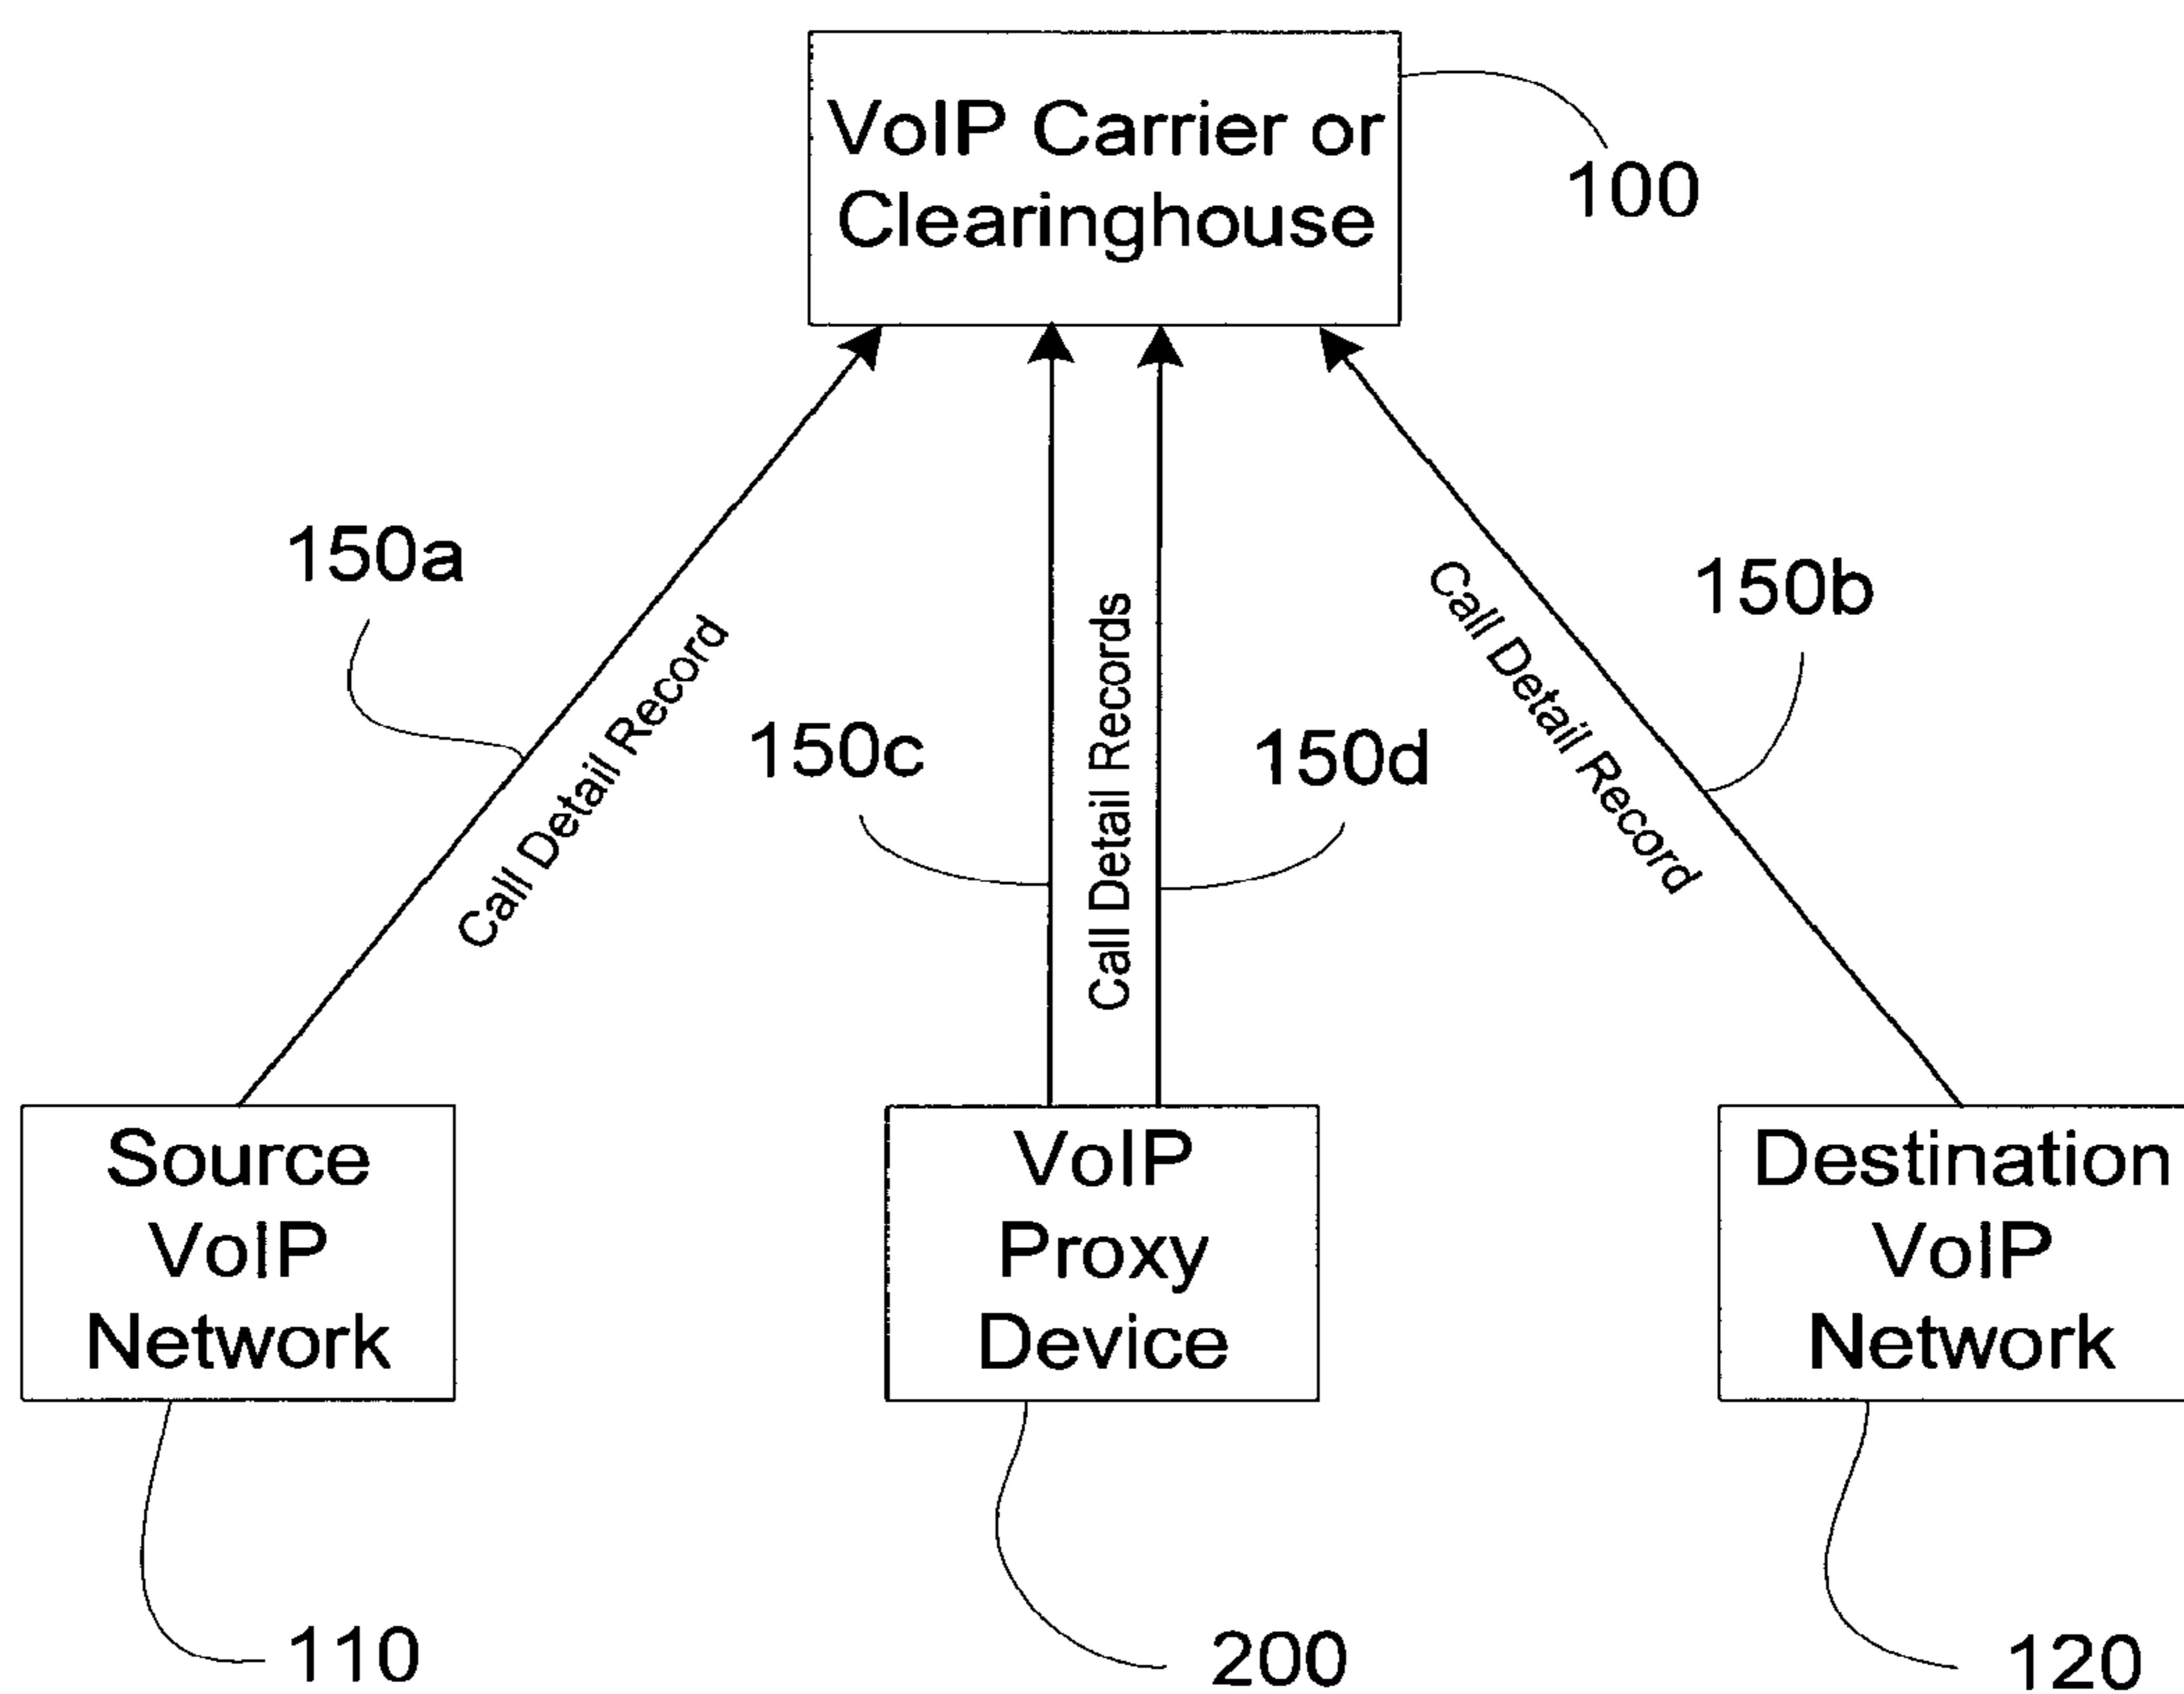 VoIP Carrier or
Clearinghouse
100
150a
Call Detail Record
150c
Call Detail Records
150d
Call Detail Record
150b
Source
VoIP
Network
VoIP
Proxy
Device
Destination
VoIP
Network
110
200
120